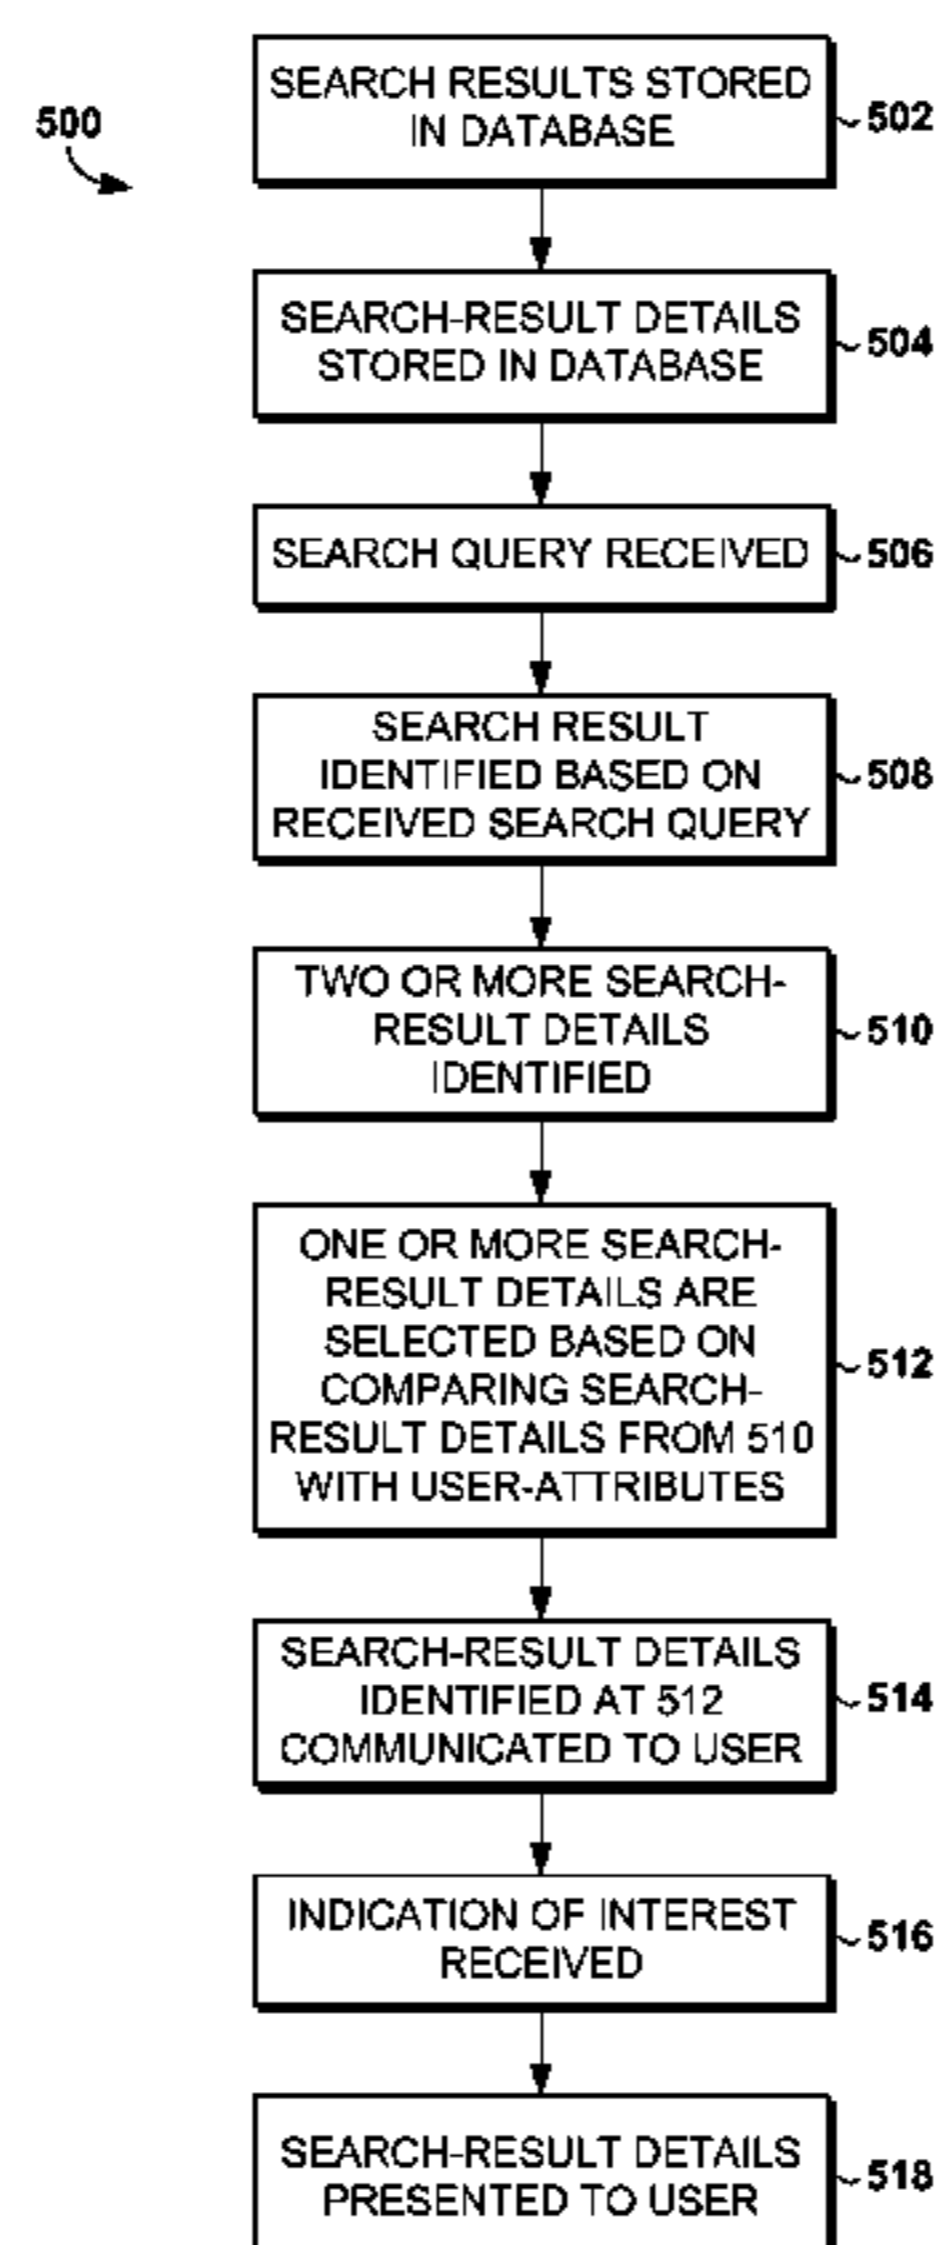 500
SEARCH RESULTS STORED
IN DATABASE
502
SEARCH-RESULT DETAILS
STORED IN DATABASE
504
SEARCH QUERY RECEIVED
506
SEARCH RESULT
IDENTIFIED BASED ON
RECEIVED SEARCH QUERY
508
TWO OR MORE SEARCH-
RESULT DETAILS
IDENTIFIED
510
ONE OR MORE SEARCH-
RESULT DETAILS ARE
SELECTED BASED ON
COMPARING SEARCH-
RESULT DETAILS FROM 510
WITH USER-ATTRIBUTES
512
SEARCH-RESULT DETAILS
IDENTIFIED AT 512
COMMUNICATED TO USER
514
INDICATION OF INTEREST
RECEIVED
516
SEARCH-RESULT DETAILS
PRESENTED TO USER
518